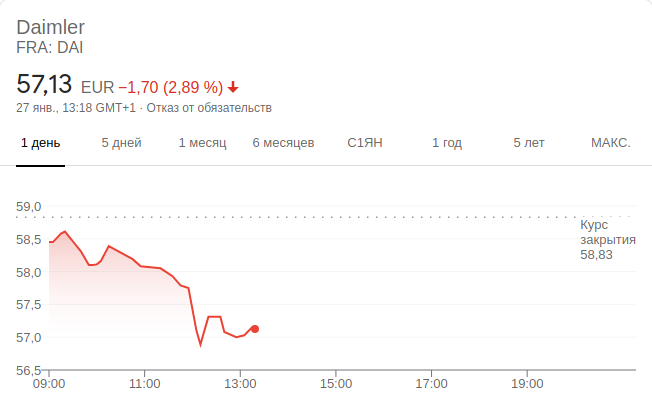 Daimler
FRA: DAI
57,13 EUR −1,70 (2,89 %)
27 янв., 13:18 GMT+1 · Отказ от обязательств
1 день 5 дней 1 месяц 6 месяцев С1ЯН 1 год 5 лет МАКС.
59,0
Курс
58,5 закрытия
58,83
58,0
57,5
57,0
56,5
09:00 11:00 13:00 15:00 17:00 19:00